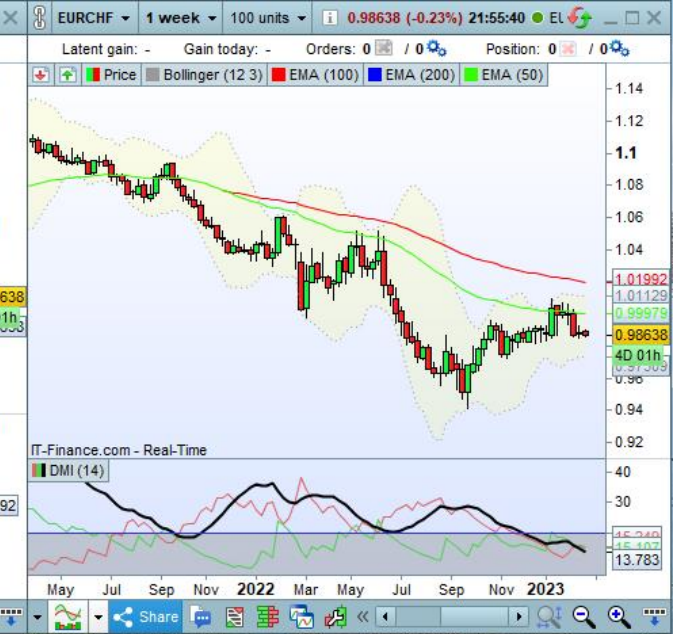 EURCHF 1 week 100 units i 0.98638 (-0.23%) 21:55:40 EL
Latent gain: - Gain today: - Orders: 0 / 0 Position: 0 / 0
Price Bollinger (12 3) EMA (100) EMA (200) EMA (50)
1.14
1.12
1.1
1.08
1.06
1.04
1.01992
1.01129
0.99979
638
0.98638
1h
4D 01h
0.96
0.94
0.92
IT-Finance.com - Real-Time
DMI (14)
40
30
92
13.783
May Jul Sep Nov 2022 Mar May Jul Sep Nov 2023
Share